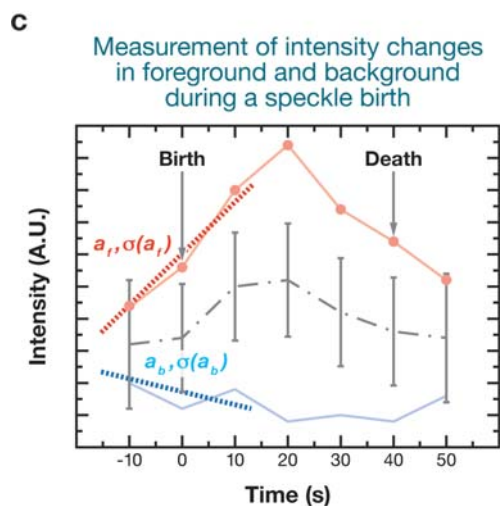 c
Measurement of intensity changes
in foreground and background
during a speckle birth
Birth
Death
a_f, σ(a_f)
a_b, σ(a_b)
Intensity (A.U.)
-10 0 10 20 30 40 50
Time (s)